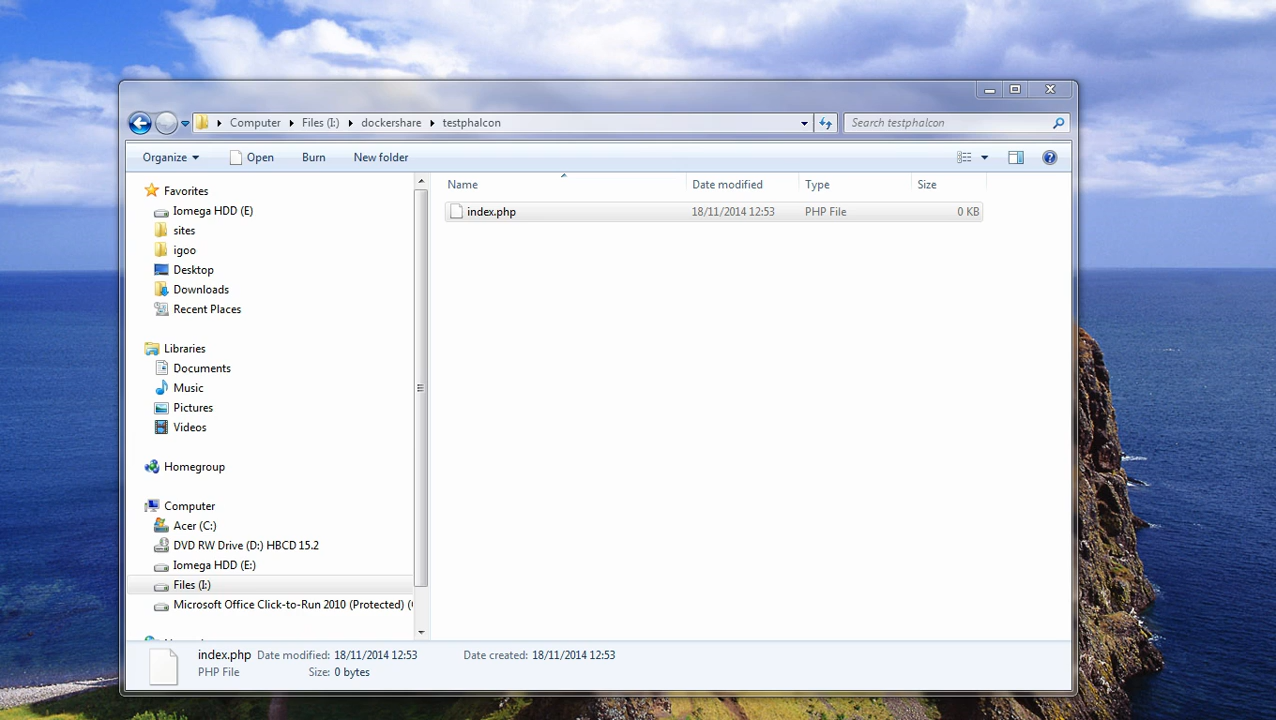 Computer Files (I:) dockershare testphalcon Search testphalcon
Organize Open Burn New folder
Name Date modified Type Size
index.php 18/11/2014 12:53 PHP File 0 KB
Favorites
Iomega HDD (E)
sites
igoo
Desktop
Downloads
Recent Places
Libraries
Documents
Music
Pictures
Videos
Homegroup
Computer
Acer (C:)
DVD RW Drive (D:) HBCD 15.2
Iomega HDD (E:)
Files (I:)
Microsoft Office Click-to-Run 2010 (Protected) (
index.php Date modified: 18/11/2014 12:53 Date created: 18/11/2014 12:53
PHP File Size: 0 bytes